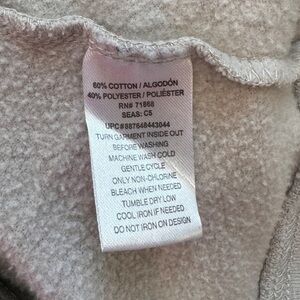 60% COTTON / ALGODÓN
40% POLYESTER / POLIÉSTER
RN# 71868
SEAS: C5
UPC#887648443044
TURN GARMENT INSIDE OUT
BEFORE WASHING
MACHINE WASH COLD
GENTLE CYCLE
ONLY NON-CHLORINE
BLEACH WHEN NEEDED
TUMBLE DRY LOW
COOL IRON IF NEEDED
DO NOT IRON ON DESIGN